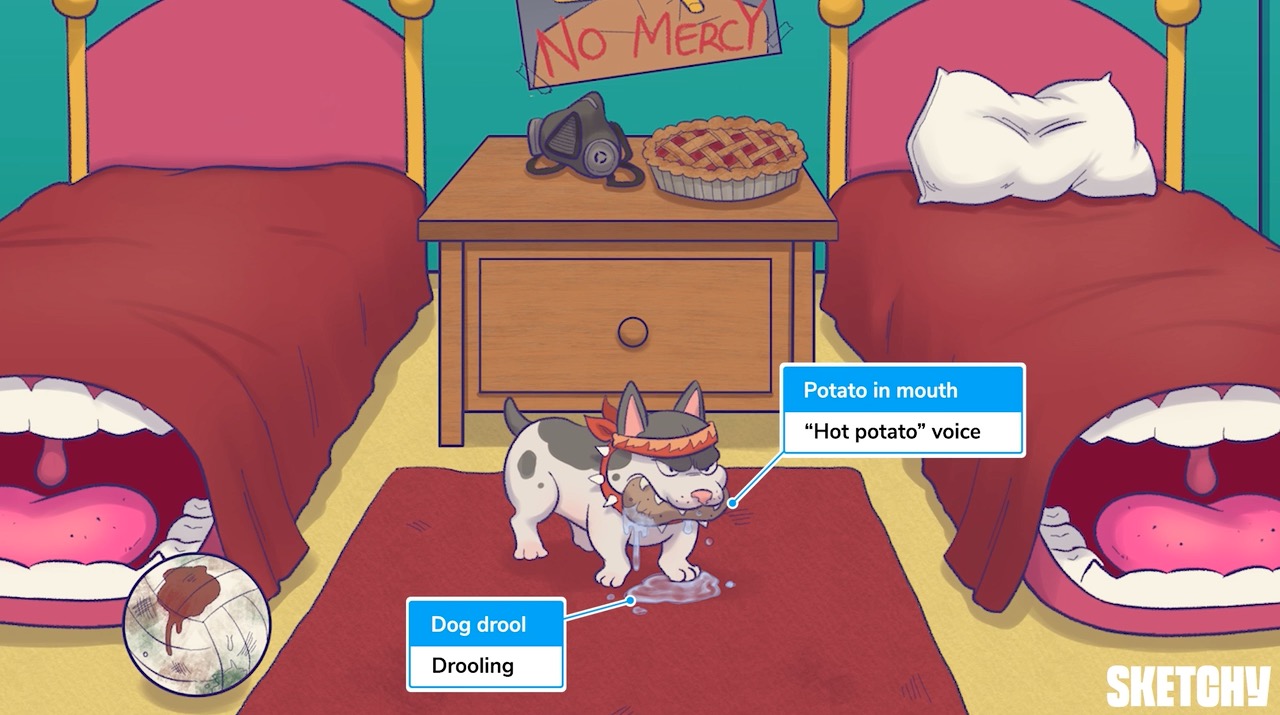 NO MERCY
Potato in mouth
“Hot potato” voice
Dog drool
Drooling
SKETCHY